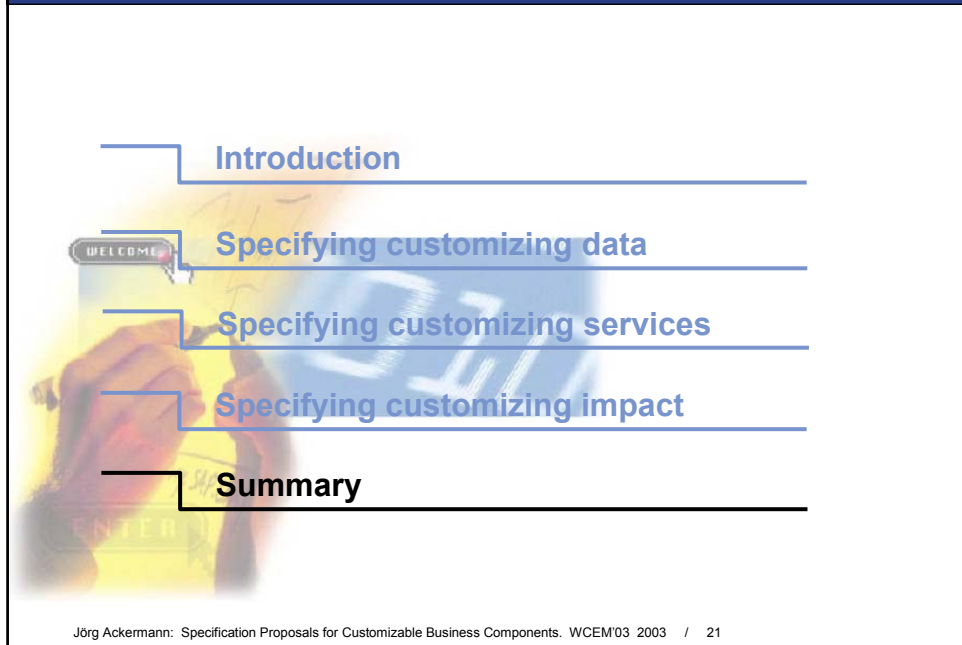 Introduction
WELCOME
Specifying customizing data
Specifying customizing services
Specifying customizing impact
Summary
ENTER
Jörg Ackermann: Specification Proposals for Customizable Business Components. WCEM'03 2003 / 21